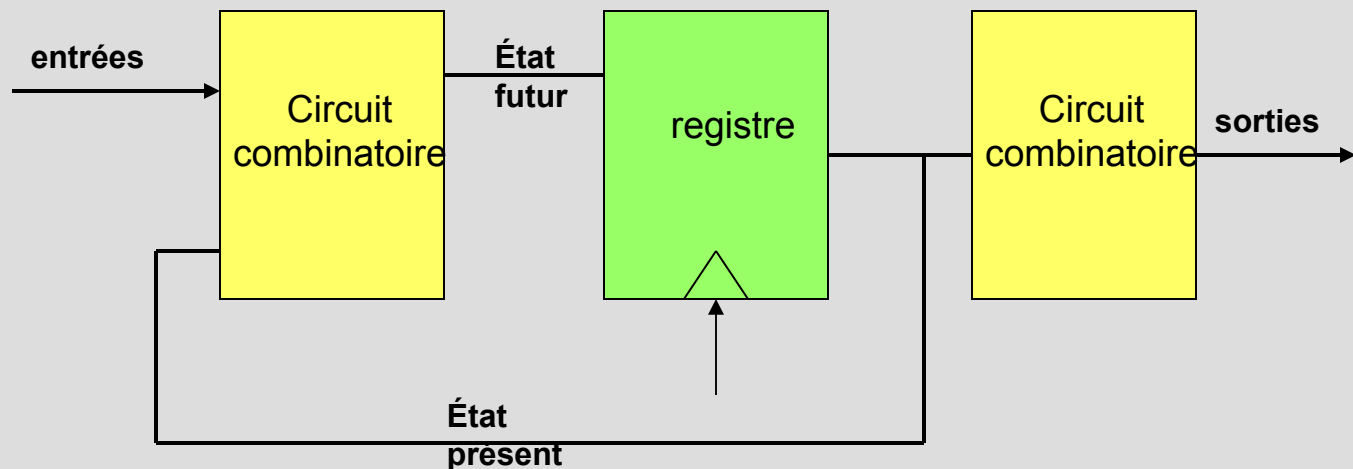 entrées
Circuit
combinatoire
État
futur
registre
Circuit
combinatoire
sorties
État
présent